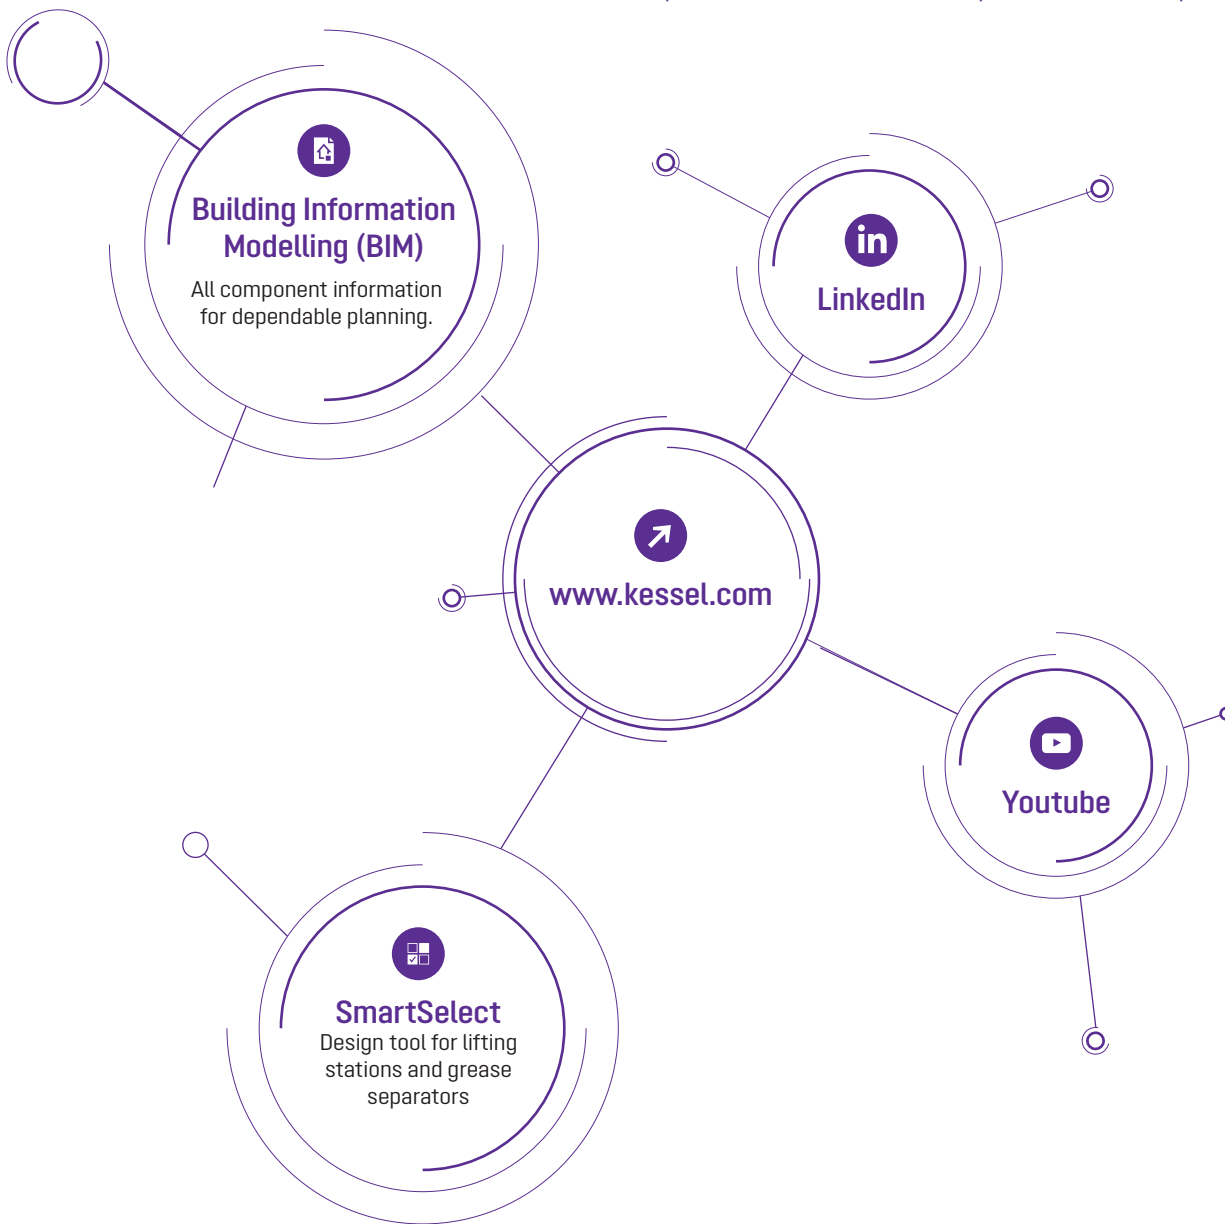 Building Information
Modelling (BIM)
All component information
for dependable planning.
in
LinkedIn
www.kessel.com
Youtube
SmartSelect
Design tool for lifting
stations and grease
separators